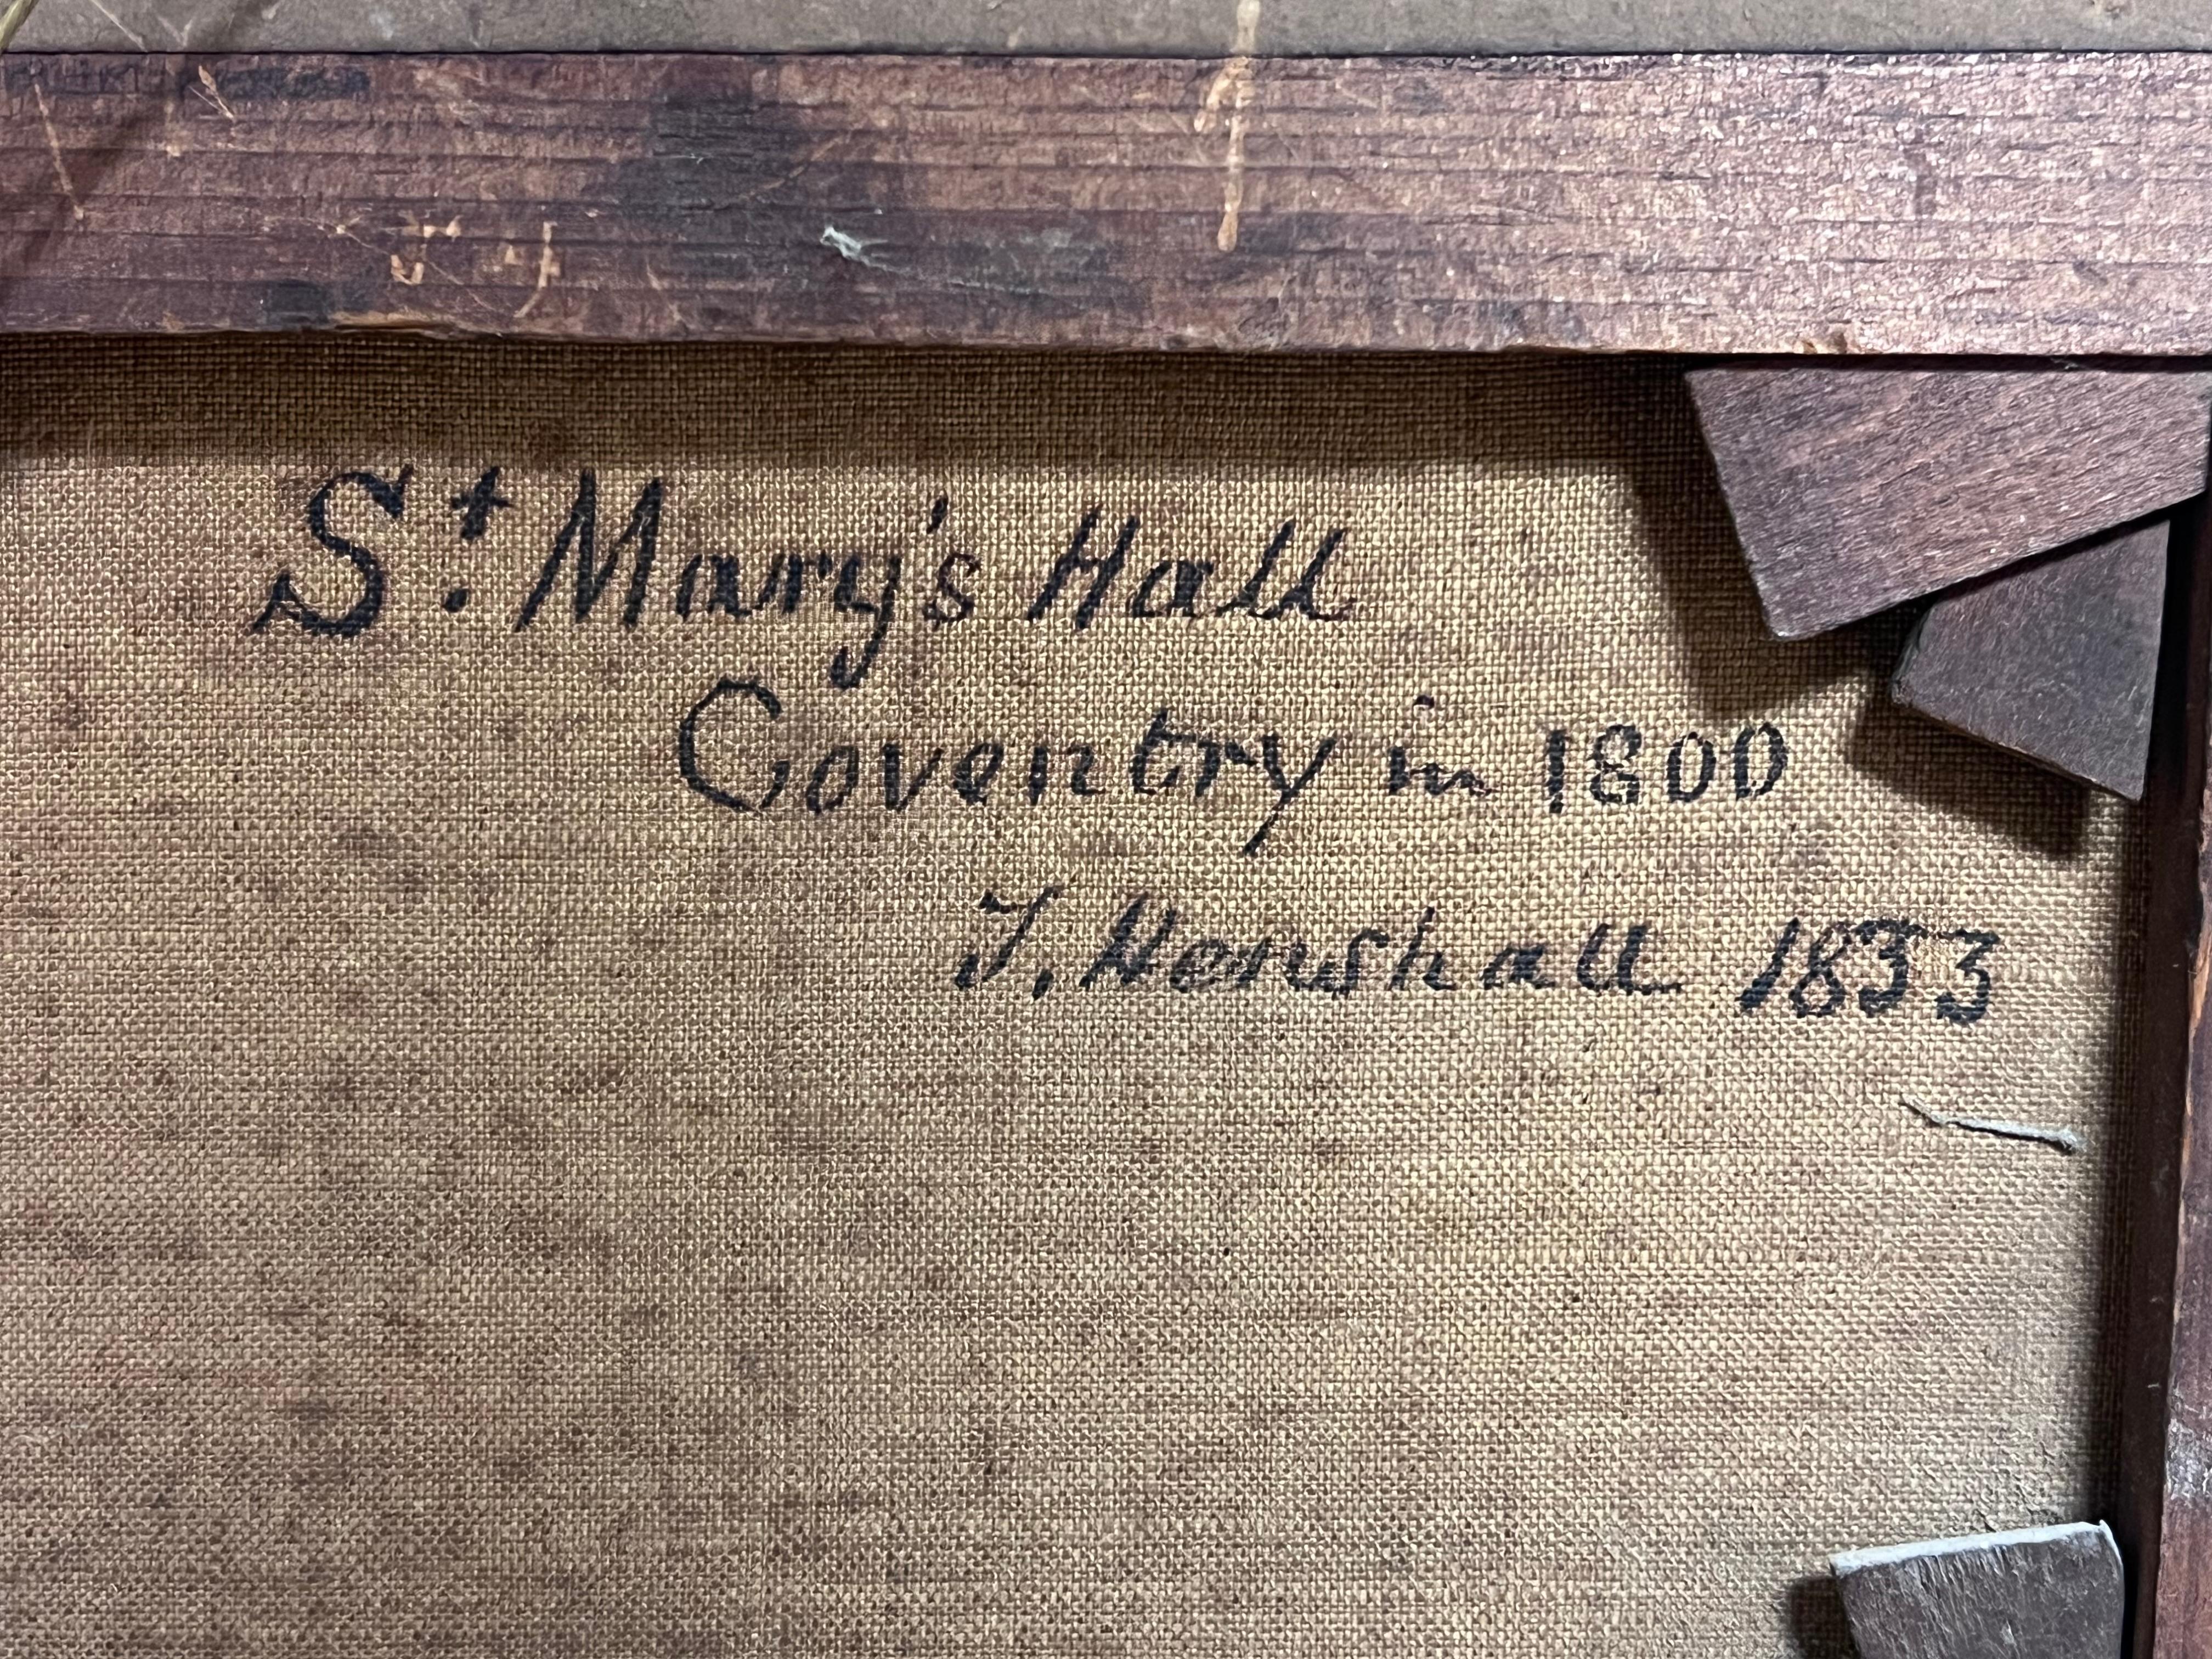 St. Mary's Hall
Coventry in 1800
J. Henshall 1833